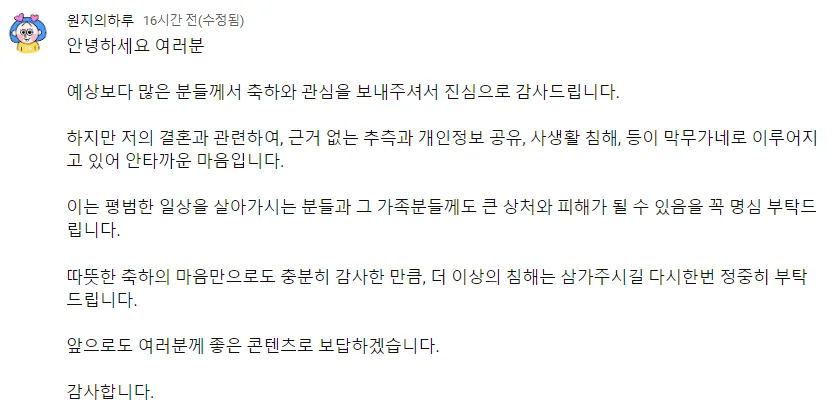 원지의하루 16시간 전(수정됨)
안녕하세요 여러분
예상보다 많은 분들께서 축하와 관심을 보내주셔서 진심으로 감사드립니다.
하지만 저의 결혼과 관련하여, 근거 없는 추측과 개인정보 공유, 사생활 침해, 등이 막무가네로 이루어지
고 있어 안타까운 마음입니다.
이는 평범한 일상을 살아가시는 분들과 그 가족분들께도 큰 상처와 피해가 될 수 있음을 꼭 명심 부탁드
립니다.
따뜻한 축하의 마음만으로도 충분히 감사한 만큼, 더 이상의 침해는 삼가주시길 다시한번 정중히 부탁
드립니다.
앞으로도 여러분께 좋은 콘텐츠로 보답하겠습니다.
감사합니다.